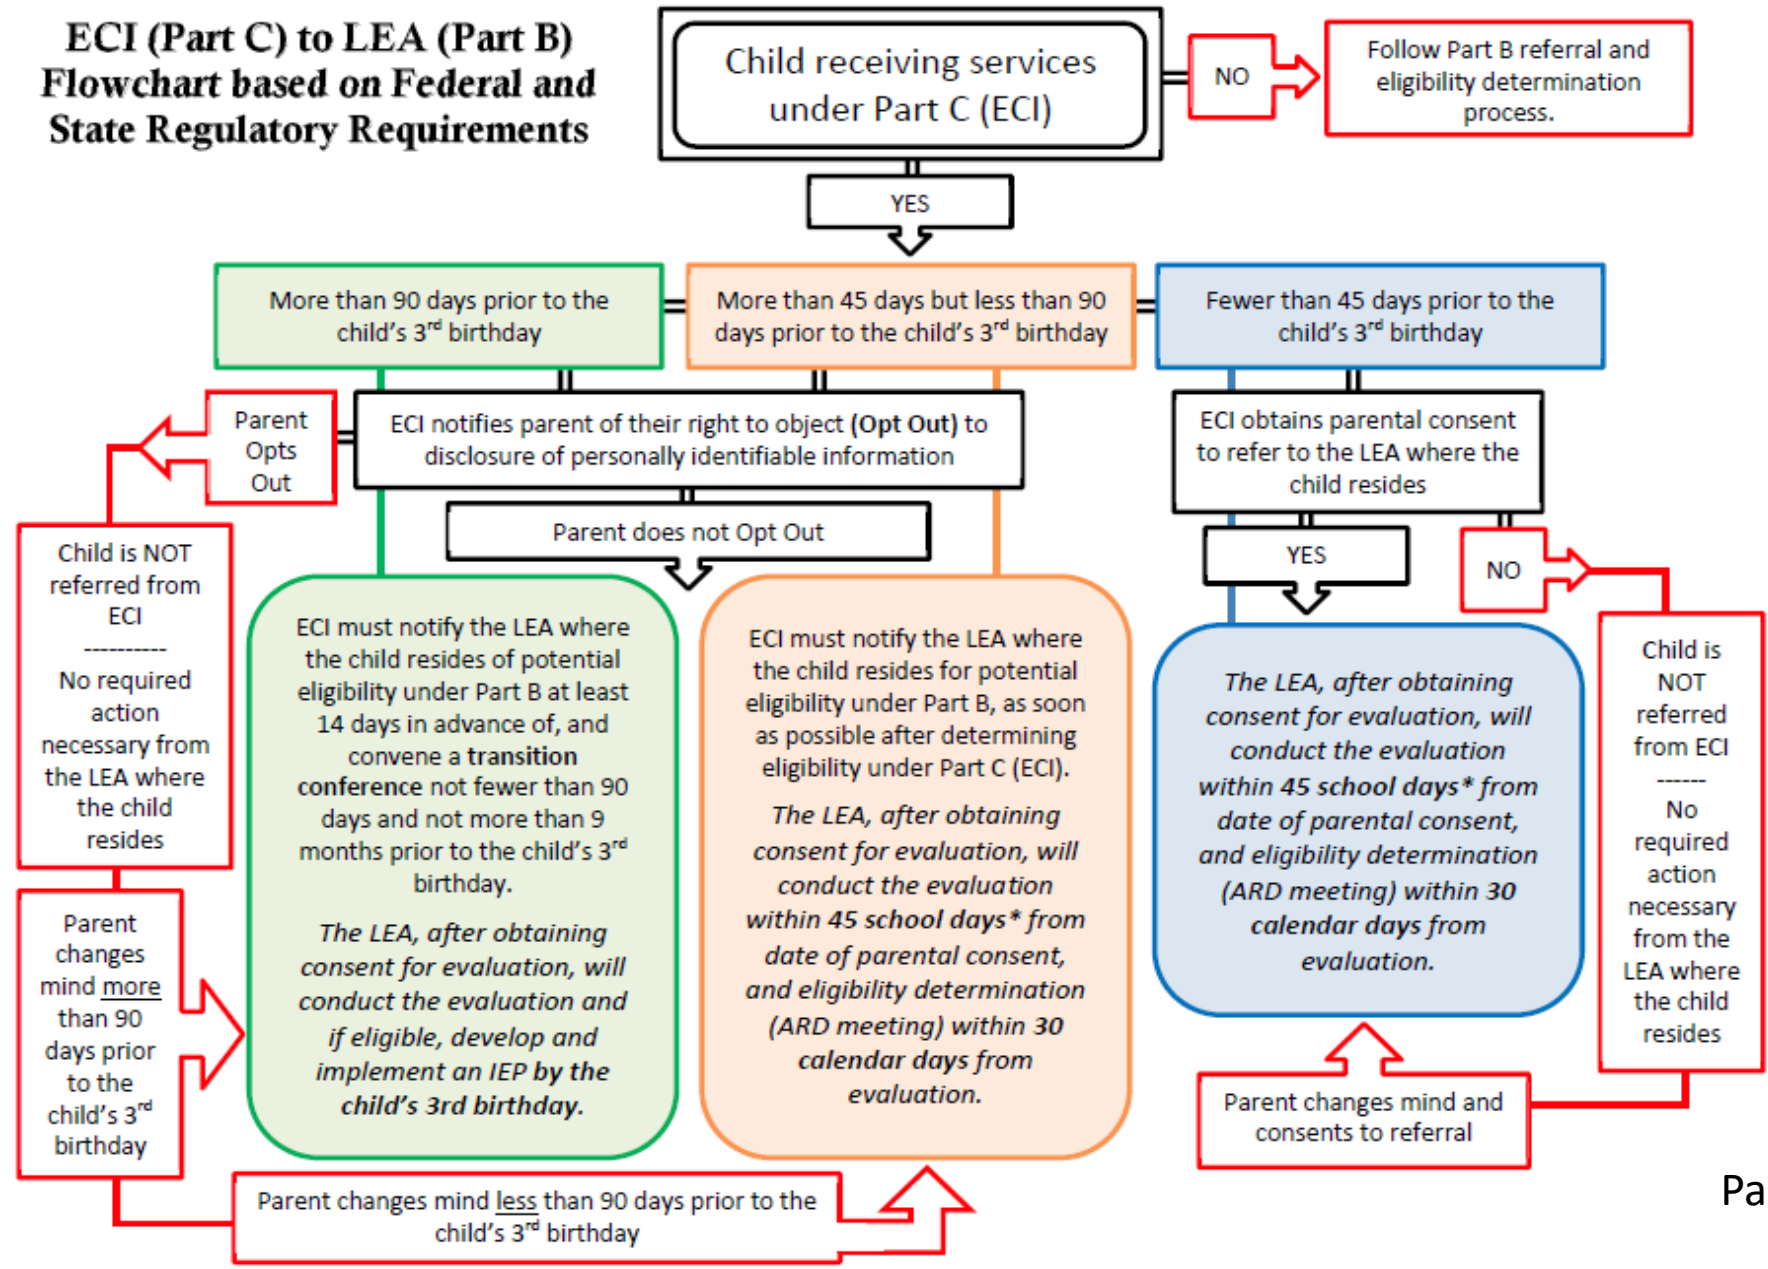 ECI (Part C) to LEA (Part B)
Flowchart based on Federal and
State Regulatory Requirements
Child receiving services
under Part C (ECI)
NO
Follow Part B referral and
eligibility determination
process.
YES
More than 90 days prior to the
child's 3rd birthday
More than 45 days but less than 90
days prior to the child's 3rd birthday
Fewer than 45 days prior to the
child's 3rd birthday
Parent
Opts
Out
ECI notifies parent of their right to object (Opt Out) to
disclosure of personally identifiable information
ECI obtains parental consent
to refer to the LEA where the
child resides
Parent does not Opt Out
YES
NO
Child is NOT
referred from
ECI
----------
No required
action
necessary from
the LEA where
the child
resides
ECI must notify the LEA where
the child resides of potential
eligibility under Part B at least
14 days in advance of, and
convene a transition
conference not fewer than 90
days and not more than 9
months prior to the child's 3rd
birthday.
The LEA, after obtaining
consent for evaluation, will
conduct the evaluation and
if eligible, develop and
implement an IEP by the
child's 3rd birthday.
ECI must notify the LEA where
the child resides for potential
eligibility under Part B, as soon
as possible after determining
eligibility under Part C (ECI).
The LEA, after obtaining
consent for evaluation, will
conduct the evaluation
within 45 school days* from
date of parental consent,
and eligibility determination
(ARD meeting) within 30
calendar days from
evaluation.
The LEA, after obtaining
consent for evaluation, will
conduct the evaluation
within 45 school days* from
date of parental consent,
and eligibility determination
(ARD meeting) within 30
calendar days from
evaluation.
Child is
NOT
referred
from ECI
------
No
required
action
necessary
from the
LEA where
the child
resides
Parent
changes
mind more
than 90
days prior
to the
child's 3rd
birthday
Parent changes mind and
consents to referral
Parent changes mind less than 90 days prior to the
child's 3rd birthday
Pa